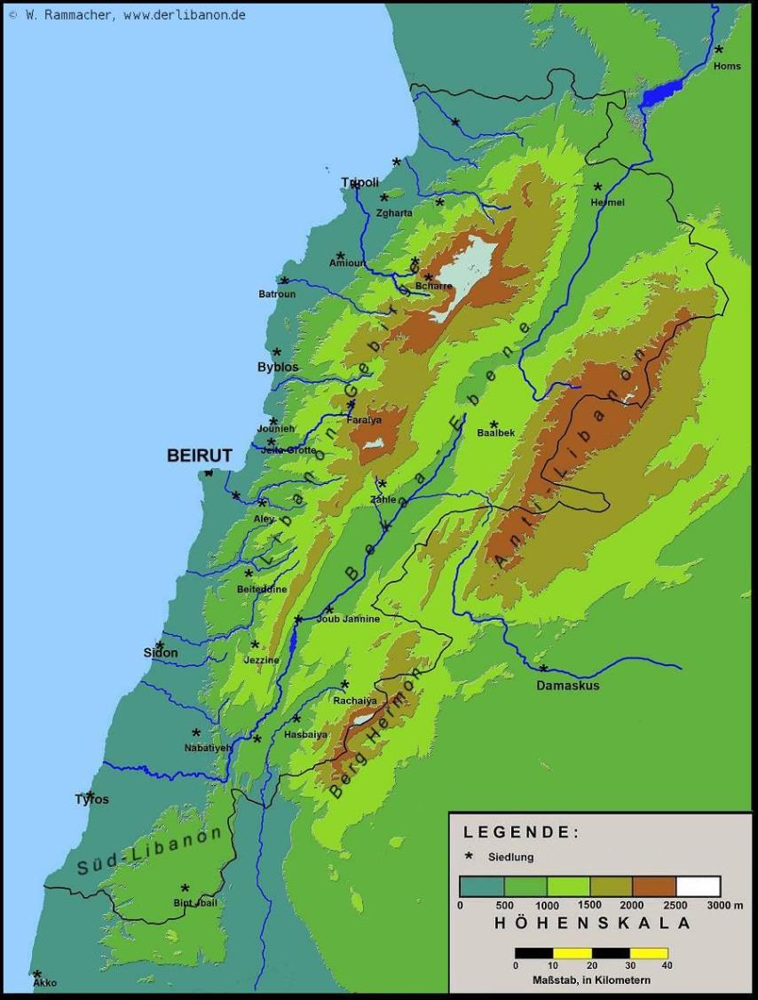 © W. Rammacher, www.derlibanon.de
Homs
Tripoli
Zgharta
Hermel
Amioun
Bcharre
Batroun
Byblos
Libanon-Gebirge
Bekaa-Ebene
Anti-Libanon
Faraiya
Jounieh
Jeita-Grotte
Baalbek
BEIRUT
Zahle
Aley
Beiteddine
Joub Jannine
Sidon
Jezzine
Damaskus
Rachaiya
Hasbaiya
Berg Hermon
Nabatiyeh
Tyros
Süd-Libanon
Bint Jbail
Akko
LEGENDE:
* Siedlung
0 500 1000 1500 2000 2500 3000 m
HÖHENSKALA
0 10 20 30 40
Maßstab, in Kilometern